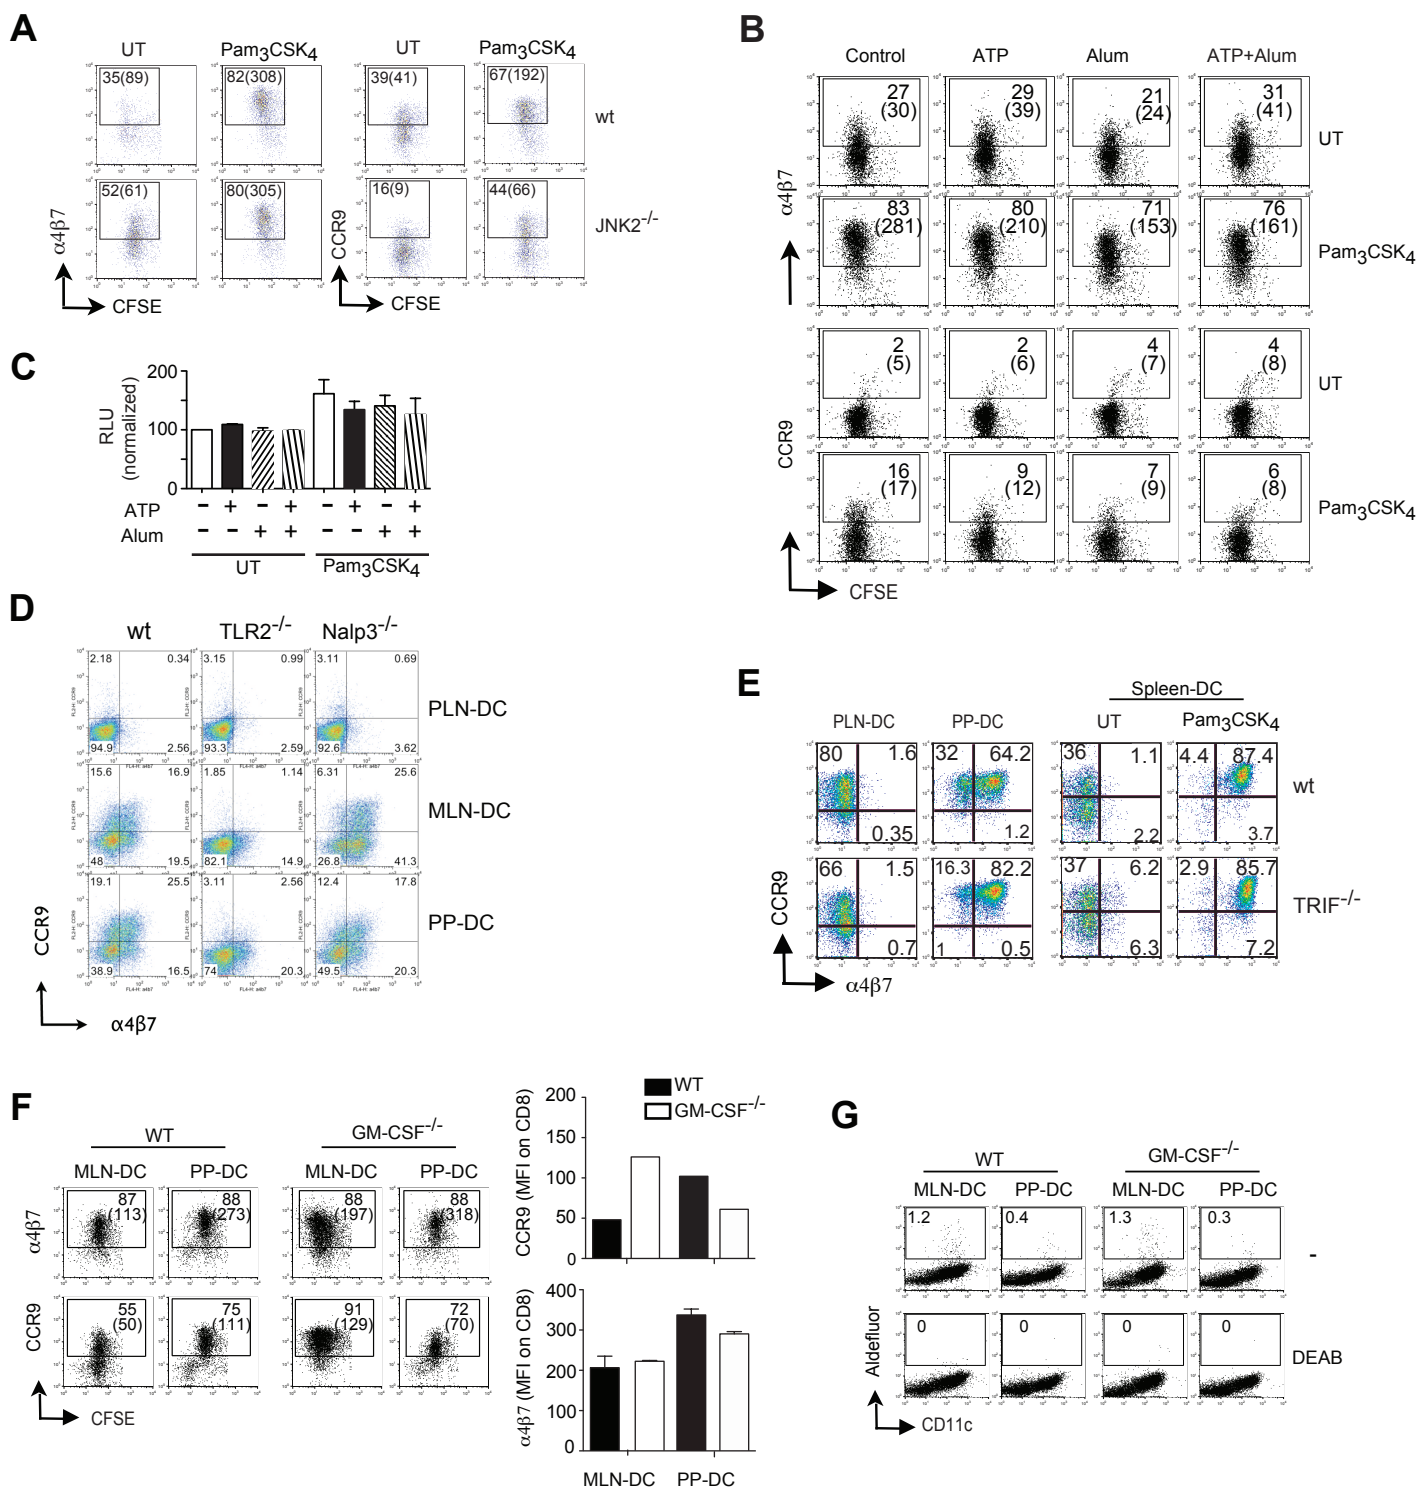 A
UT Pam3CSK4 UT Pam3CSK4
35(89) 82(308) 39(41) 67(192)
wt
52(61) 80(305) 16(9) 44(66)
JNK2-/-
α4β7
CCR9
CFSE CFSE
B
Control ATP Alum ATP+Alum
27 29 21 31
(30) (39) (24) (41)
UT
α4β7
83 80 71 76
(281) (210) (153) (161)
Pam3CSK4
2 2 4 4
(5) (6) (7) (8)
UT
CCR9
16 9 7 6
(17) (12) (9) (8)
Pam3CSK4
CFSE
C
RLU
(normalized)
200
100
0
- + - + - + - +
ATP
- - + + - - + +
Alum
UT Pam3CSK4
D
wt TLR2-/- Nalp3-/-
2.18 0.34 3.15 0.99 3.11 0.69
PLN-DC
94.9 2.56 93.3 2.59 92.6 3.62
15.6 16.9 1.85 1.14 6.31 25.6
MLN-DC
48 19.5 82.1 14.9 26.8 41.3
19.1 25.5 3.11 2.56 12.4 17.8
PP-DC
38.9 16.5 74 20.3 49.5 20.3
FL4-H: a4b7 FL4-H: a4b7 FL4-H: a4b7
CCR9
α4β7
E
Spleen-DC
PLN-DC PP-DC UT Pam3CSK4
80 1.6 32 64.2 36 1.1 4.4 87.4
wt
0.35 1.2 2.2 3.7
66 1.5 16.3 82.2 37 6.2 2.9 85.7
TRIF-/-
0.7 1 0.5 6.3 7.2
CCR9
α4β7
F
WT GM-CSF-/-
MLN-DC PP-DC MLN-DC PP-DC
87 88 88 88
(113) (273) (197) (318)
α4β7
55 75 91 72
(50) (111) (129) (70)
CCR9
CFSE
WT
GM-CSF-/-
CCR9 (MFI on CD8)
200
150
100
50
0
α4β7 (MFI on CD8)
400
300
200
100
0
MLN-DC PP-DC
G
WT GM-CSF-/-
MLN-DC PP-DC MLN-DC PP-DC
1.2 0.4 1.3 0.3
-
0 0 0 0
DEAB
Aldefluor
CD11c